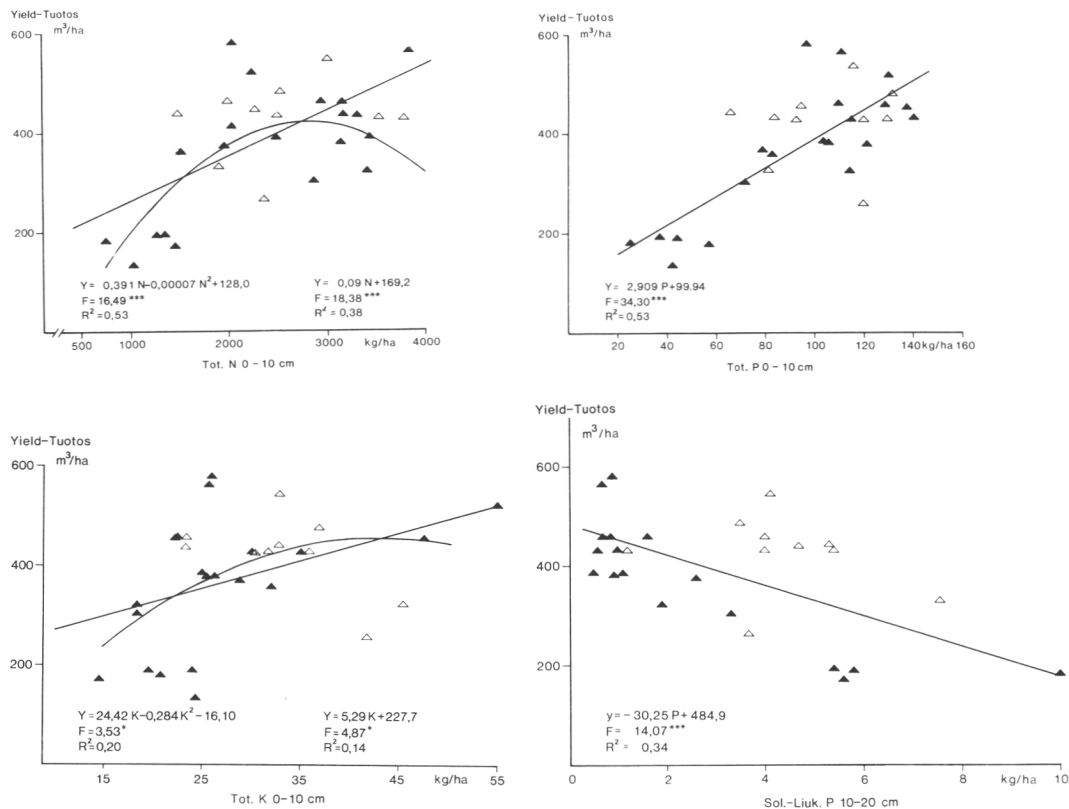 Yield-Tuotos
m³/ha
600
400
200
Y= 0,391 N-0,00007 N²+128,0
F=16,49 ***
R²=0,53
Y= 0,09 N+169,2
F= 18,38 ***
R²= 0,38
500 1000 2000 3000 kg/ha 4000
Tot. N 0-10 cm
Yield-Tuotos
m³/ha
600
400
200
Y= 2,909 P+99.94
F=34,30 ***
R²=0,53
20 40 60 80 100 120 140 kg/ha 160
Tot. P 0-10 cm
Yield-Tuotos
m³/ha
600
400
200
Y=24,42 K-0,284 K²-16,10
F=3,53*
R²=0,20
Y=5,29 K+227,7
F=4,87*
R²=0,14
15 25 35 45 kg/ha 55
Tot. K 0-10 cm
Yield-Tuotos
m³/ha
600
400
200
y= -30,25 P+ 484,9
F= 14,07 ***
R² = 0,34
0 2 4 6 8 kg/ha 10
Sol.-Liuk. P 10-20 cm